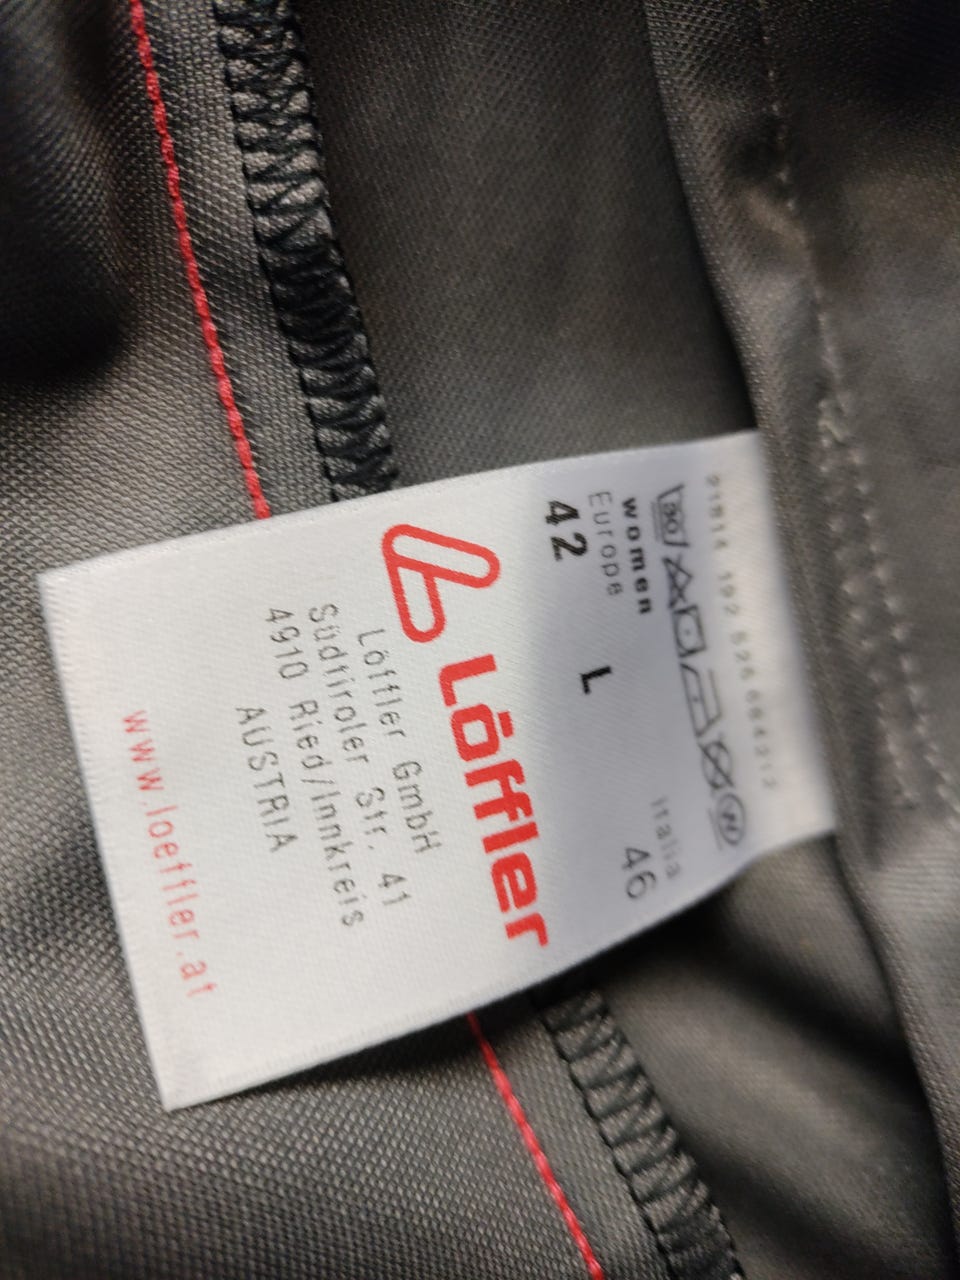 women
Europe
42
L
Italia
46
Löffler
Löffler GmbH
Südtiroler Str. 41
4910 Ried/Innkreis
AUSTRIA
www.loeffler.at